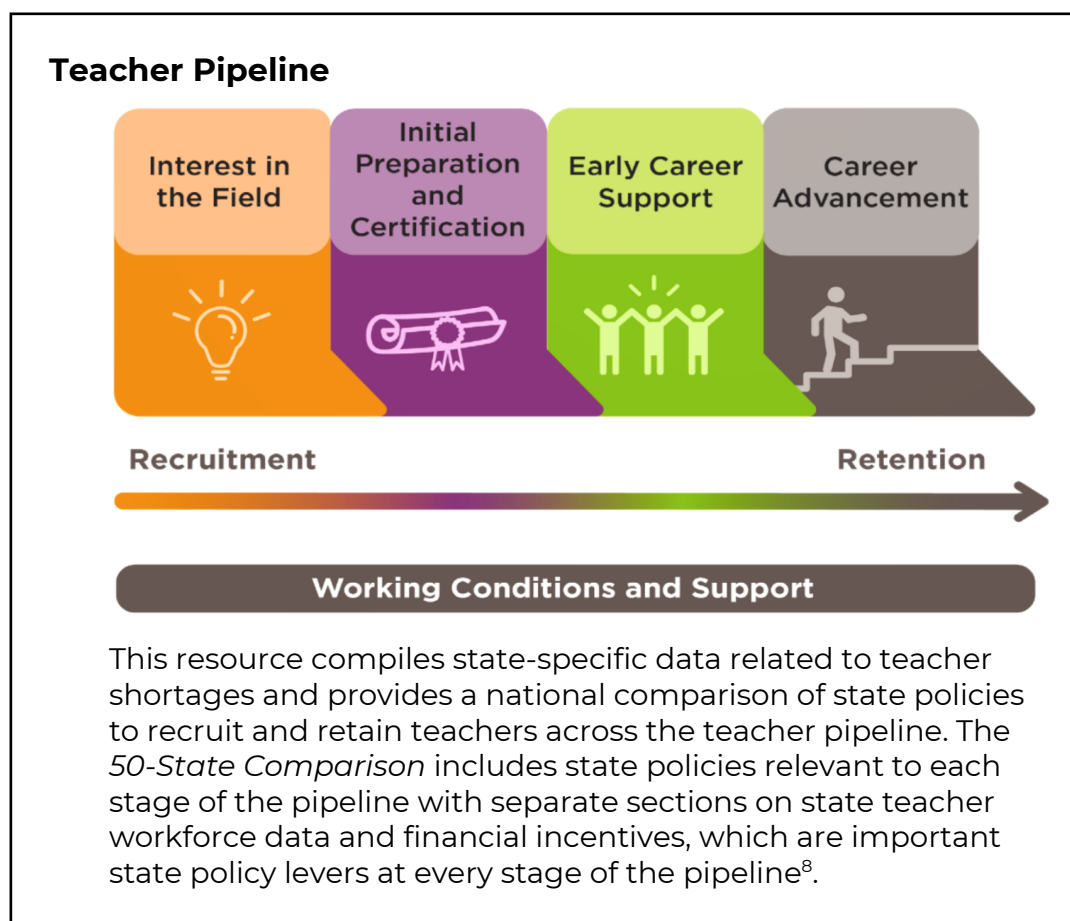 Teacher Pipeline
Interest in
the Field
Initial
Preparation
and
Certification
Early Career
Support
Career
Advancement
Recruitment
Retention
Working Conditions and Support
This resource compiles state-specific data related to teacher
shortages and provides a national comparison of state policies
to recruit and retain teachers across the teacher pipeline. The
50-State Comparison includes state policies relevant to each
stage of the pipeline with separate sections on state teacher
workforce data and financial incentives, which are important
state policy levers at every stage of the pipeline⁸.